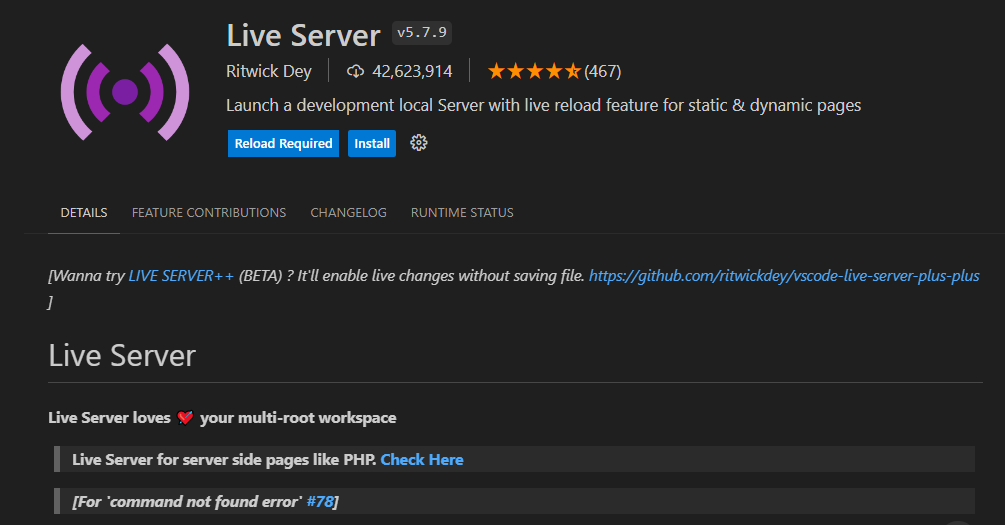 Live Server v5.7.9
Ritwick Dey 42,623,914 (467)
Launch a development local Server with live reload feature for static & dynamic pages
Reload Required Install
DETAILS FEATURE CONTRIBUTIONS CHANGELOG RUNTIME STATUS
[Wanna try LIVE SERVER++ (BETA) ? It'll enable live changes without saving file. https://github.com/ritwickdey/vscode-live-server-plus-plus
]
Live Server
Live Server loves 💘 your multi-root workspace
Live Server for server side pages like PHP. Check Here
[For 'command not found error' #78]